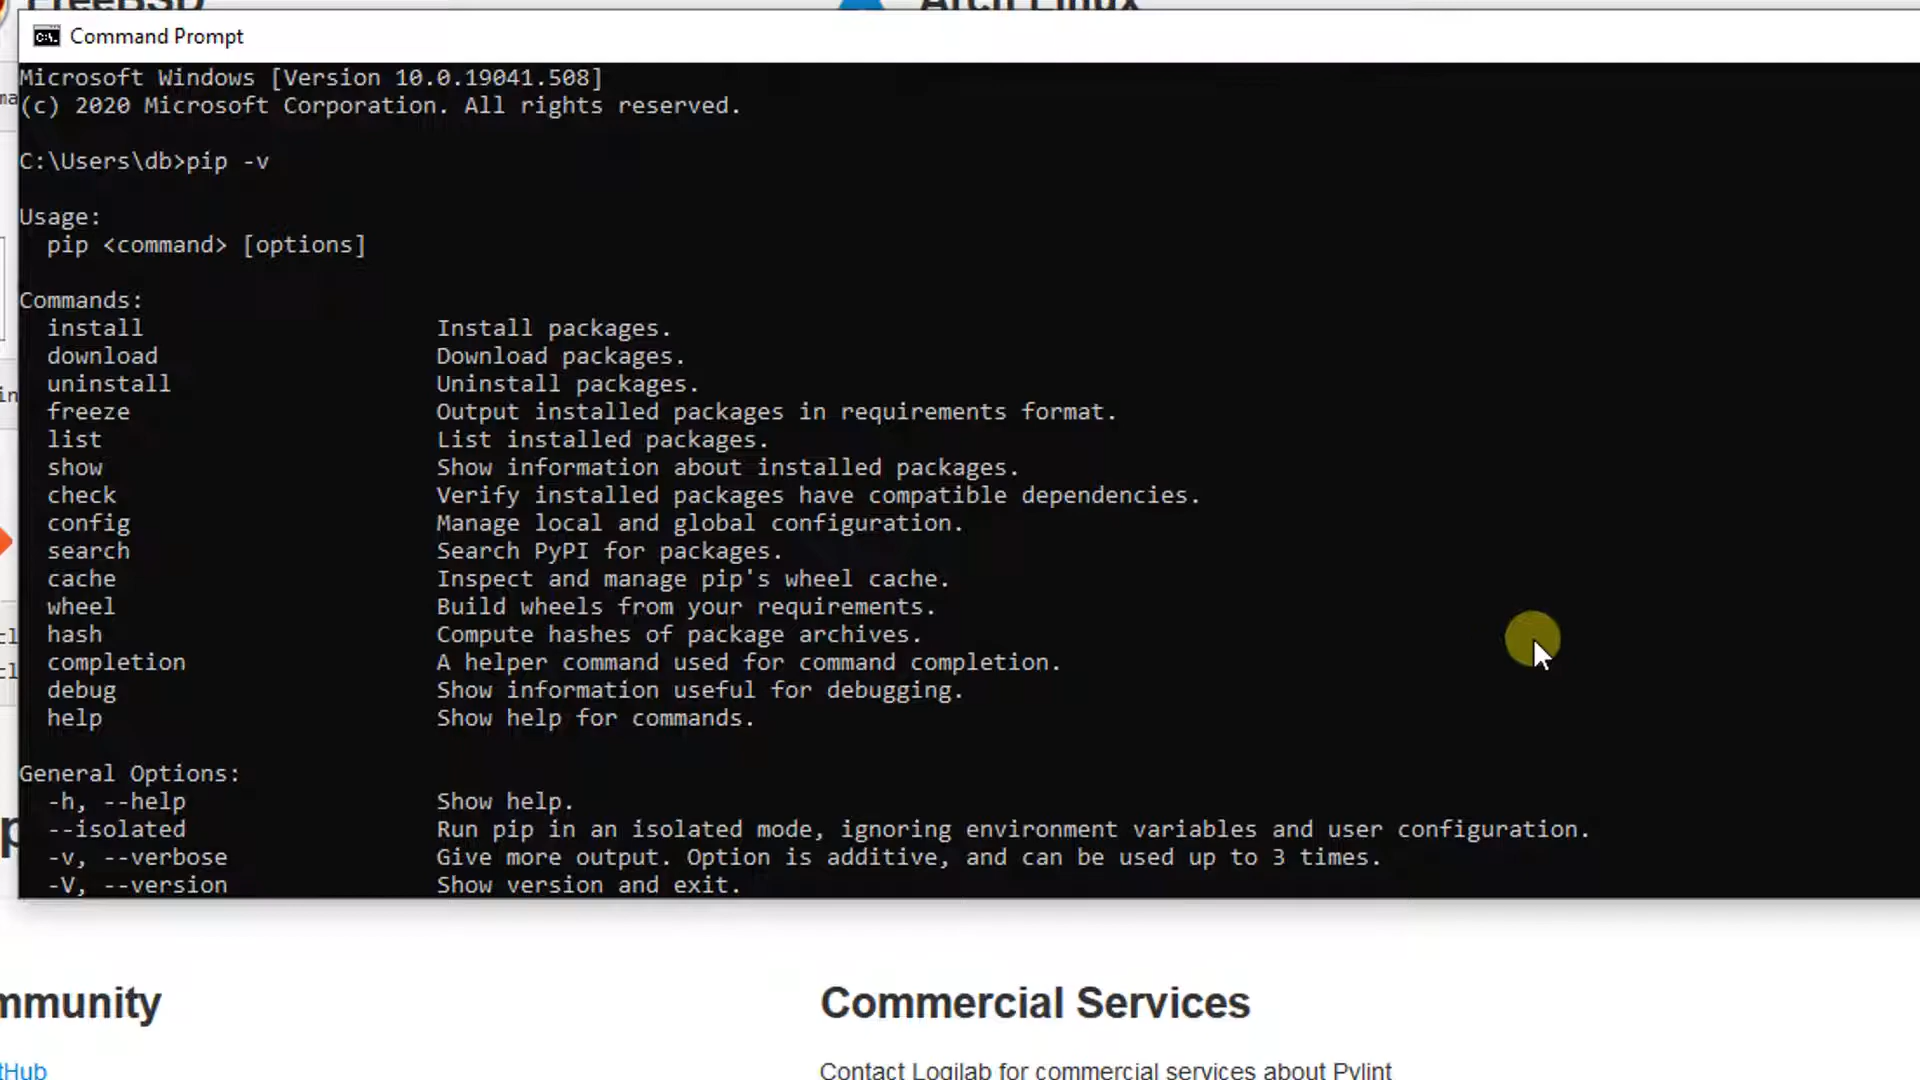 FreeBSD
Arch Linux
Command Prompt
Microsoft Windows [Version 10.0.19041.508]
(c) 2020 Microsoft Corporation. All rights reserved.
C:\Users\db>pip -v
Usage:
pip <command> [options]
Commands:
install Install packages.
download Download packages.
uninstall Uninstall packages.
freeze Output installed packages in requirements format.
list List installed packages.
show Show information about installed packages.
check Verify installed packages have compatible dependencies.
config Manage local and global configuration.
search Search PyPI for packages.
cache Inspect and manage pip's wheel cache.
wheel Build wheels from your requirements.
hash Compute hashes of package archives.
completion A helper command used for command completion.
debug Show information useful for debugging.
help Show help for commands.
General Options:
-h, --help Show help.
--isolated Run pip in an isolated mode, ignoring environment variables and user configuration.
-v, --verbose Give more output. Option is additive, and can be used up to 3 times.
-V, --version Show version and exit.
mmunity
Commercial Services
tHub
Contact Logilab for commercial services about Pylint